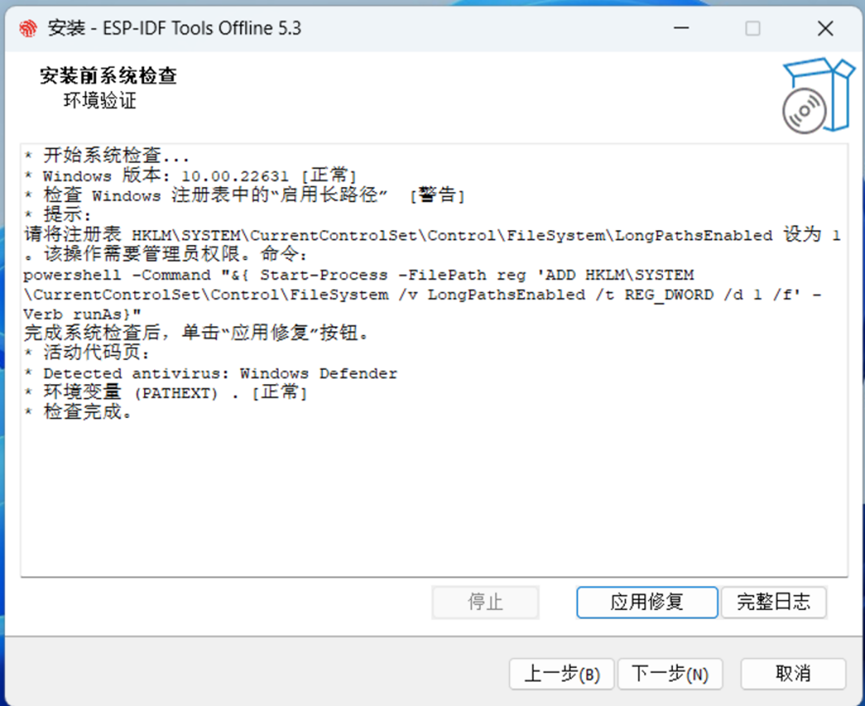 安装 - ESP-IDF Tools Offline 5.3
安装前系统检查
环境验证
* 开始系统检查...
* Windows 版本: 10.00.22631 [正常]
* 检查 Windows 注册表中的“启用长路径” [警告]
* 提示:
请将注册表 HKLM\SYSTEM\CurrentControlSet\Control\FileSystem\LongPathsEnabled 设为 1
。该操作需要管理员权限。命令:
powershell -Command "&{ Start-Process -FilePath reg 'ADD HKLM\SYSTEM
\CurrentControlSet\Control\FileSystem /v LongPathsEnabled /t REG_DWORD /d 1 /f' -
Verb runAs}"
完成系统检查后，单击“应用修复”按钮。
* 活动代码页:
* Detected antivirus: Windows Defender
* 环境变量 (PATHEXT) . [正常]
* 检查完成。
停止 应用修复 完整日志
上一步(B) 下一步(N) 取消